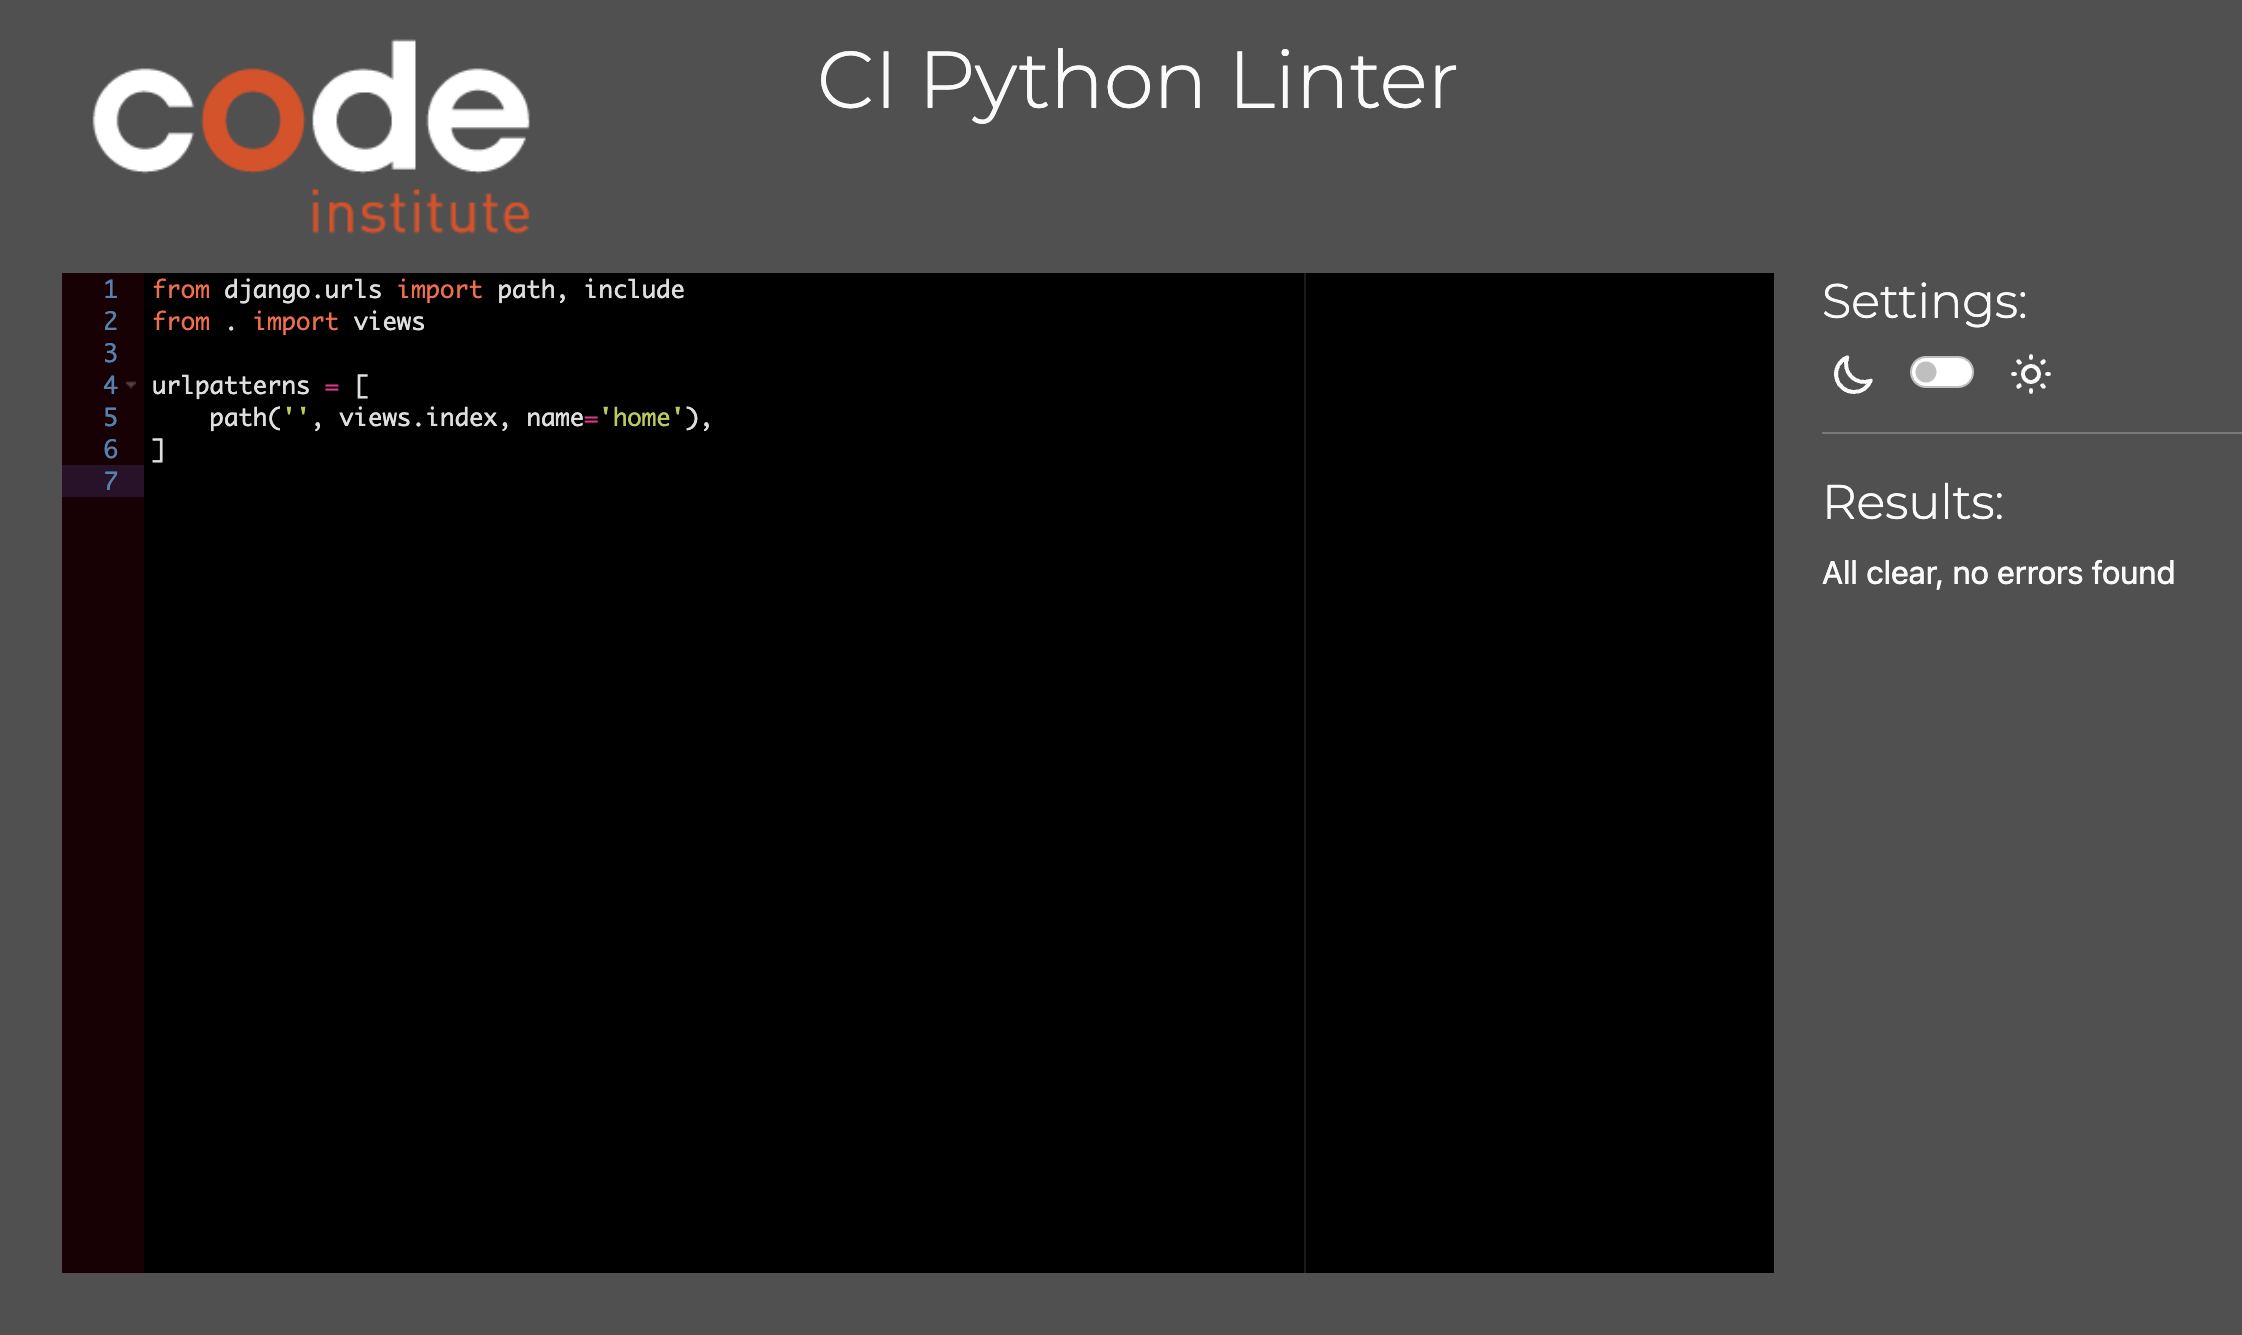 code
institute
CI Python Linter
1 from django.urls import path, include
2 from . import views
3
4 urlpatterns = [
5     path('', views.index, name='home'),
6 ]
7
Settings:
Results:
All clear, no errors found